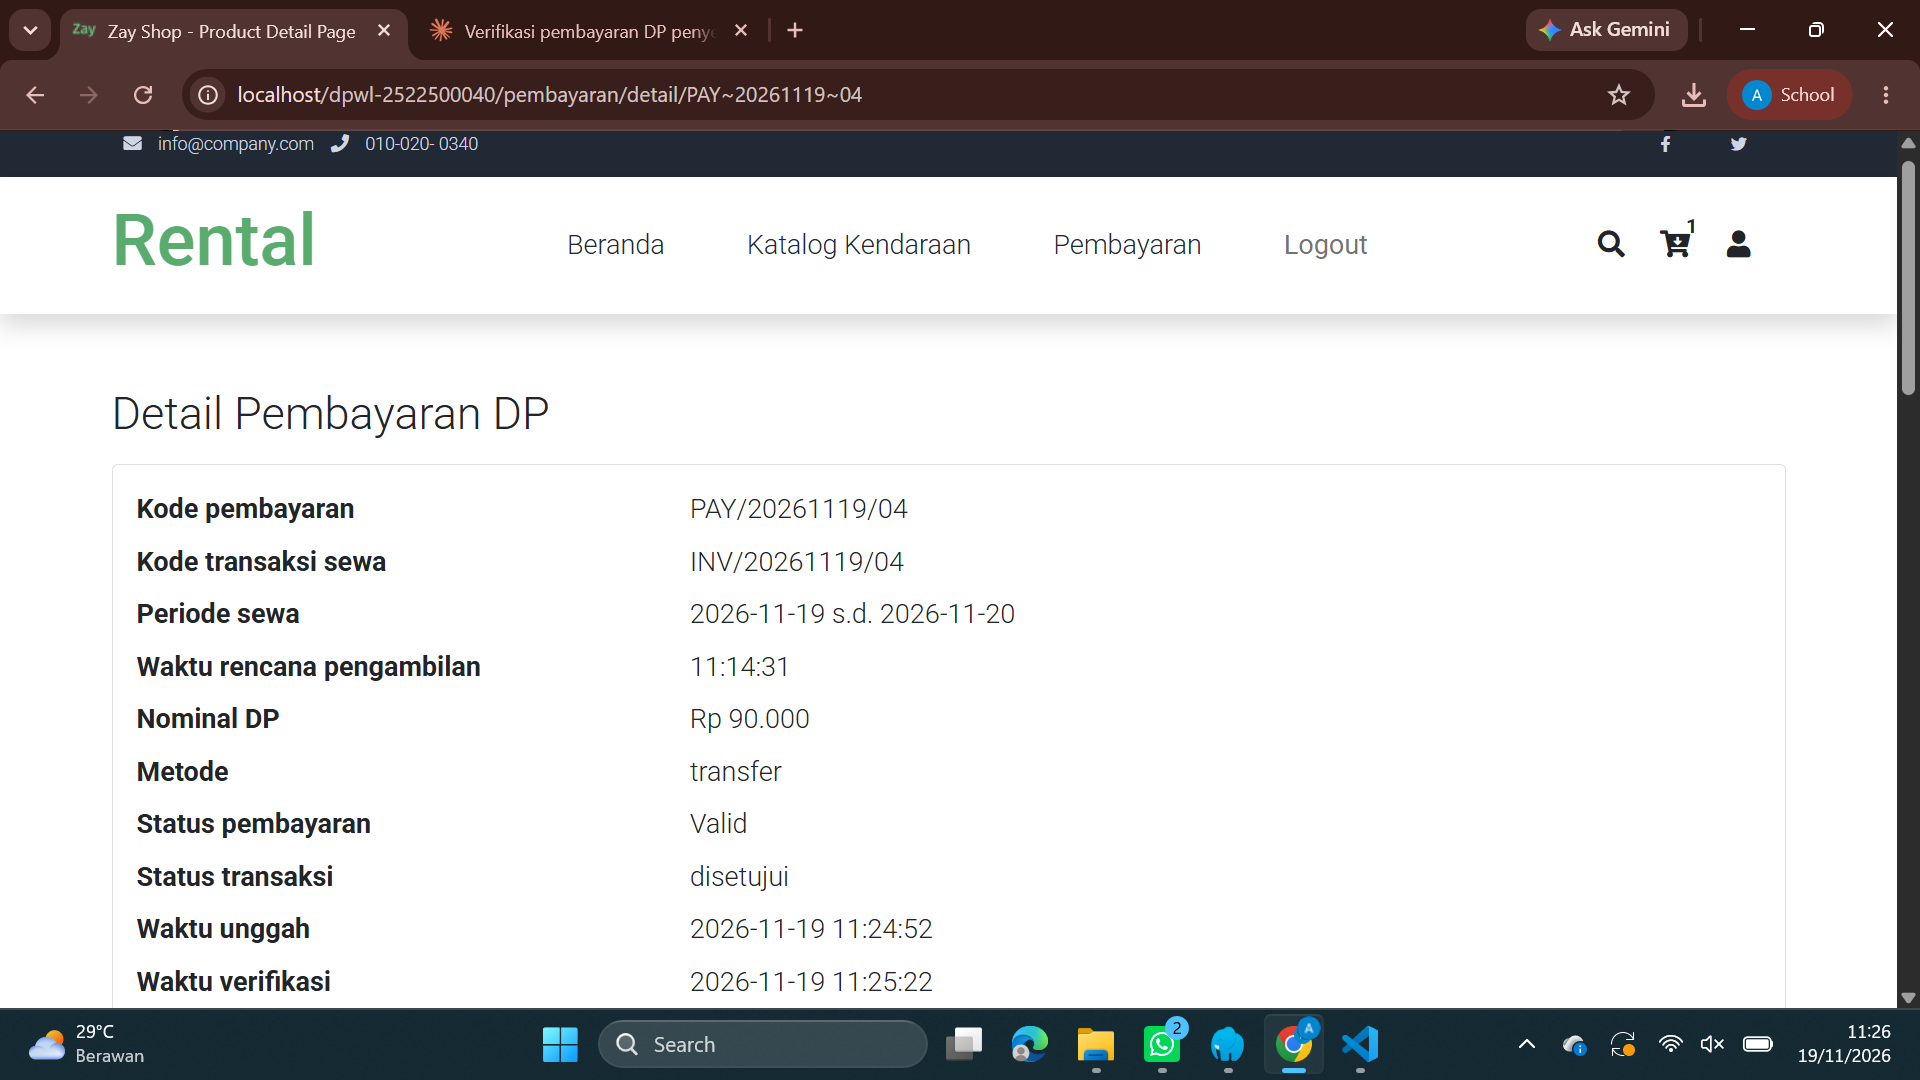 Zay Zay Shop - Product Detail Page
Verifikasi pembayaran DP
Ask Gemini
localhost/dpwl-2522500040/pembayaran/detail/PAY~20261119~04
A School
info@company.com 010-020- 0340
Rental
Beranda
Katalog Kendaraan
Pembayaran
Logout
1
Detail Pembayaran DP
Kode pembayaran PAY/20261119/04
Kode transaksi sewa INV/20261119/04
Periode sewa 2026-11-19 s.d. 2026-11-20
Waktu rencana pengambilan 11:14:31
Nominal DP Rp 90.000
Metode transfer
Status pembayaran Valid
Status transaksi disetujui
Waktu unggah 2026-11-19 11:24:52
Waktu verifikasi 2026-11-19 11:25:22
29°C
Berawan
Search
2
A
11:26
19/11/2026